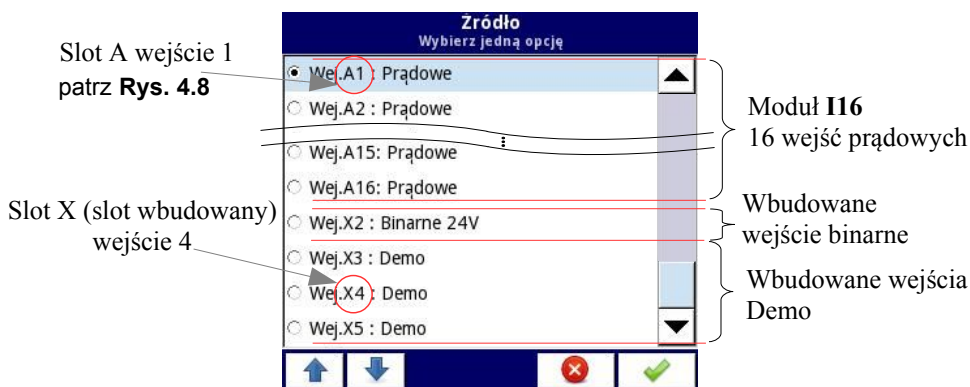 Źródło
Wybierz jedną opcję
Slot A wejście 1
patrz Rys. 4.8
Wej.A1 : Prądowe
Wej.A2 : Prądowe
Wej.A15: Prądowe
Wej.A16: Prądowe
Moduł I16
16 wejść prądowych
Slot X (slot wbudowany)
wejście 4
Wej.X2 : Binarne 24V
Wbudowane
wejście binarne
Wej.X3 : Demo
Wej.X4 : Demo
Wej.X5 : Demo
Wbudowane wejścia
Demo